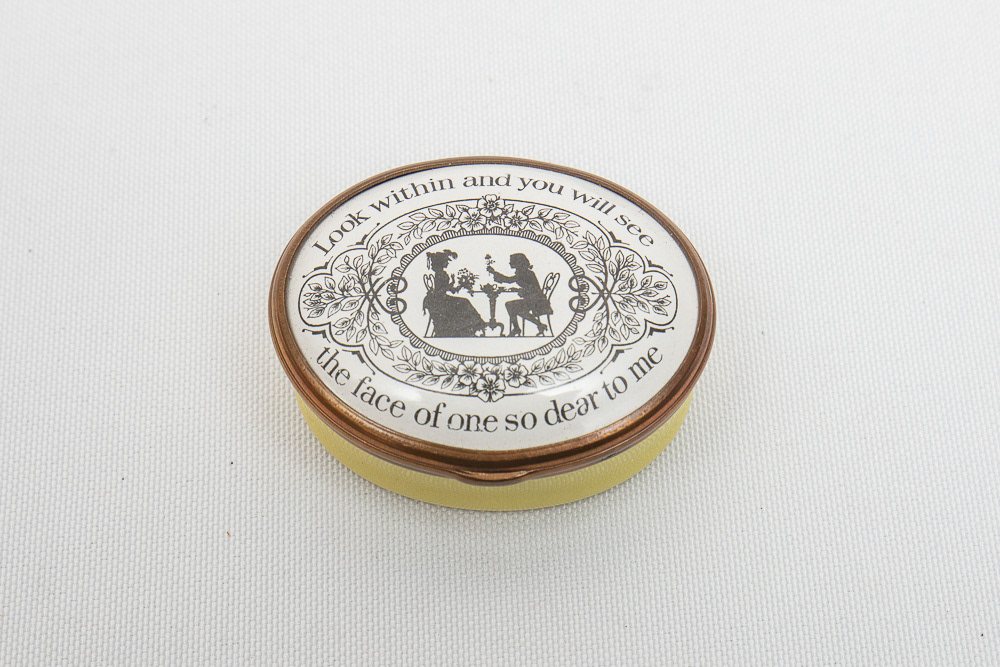 Look within and you will see
the face of one so dear to me